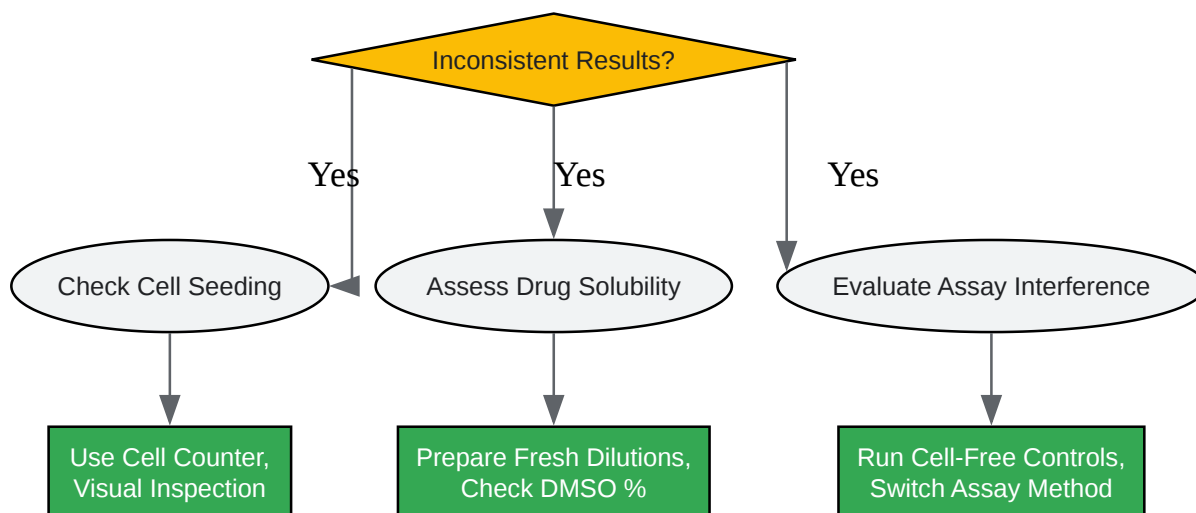 Inconsistent Results?
Yes
Yes
Yes
Check Cell Seeding
Assess Drug Solubility
Evaluate Assay Interference
Use Cell Counter,
Visual Inspection
Prepare Fresh Dilutions,
Check DMSO %
Run Cell-Free Controls,
Switch Assay Method